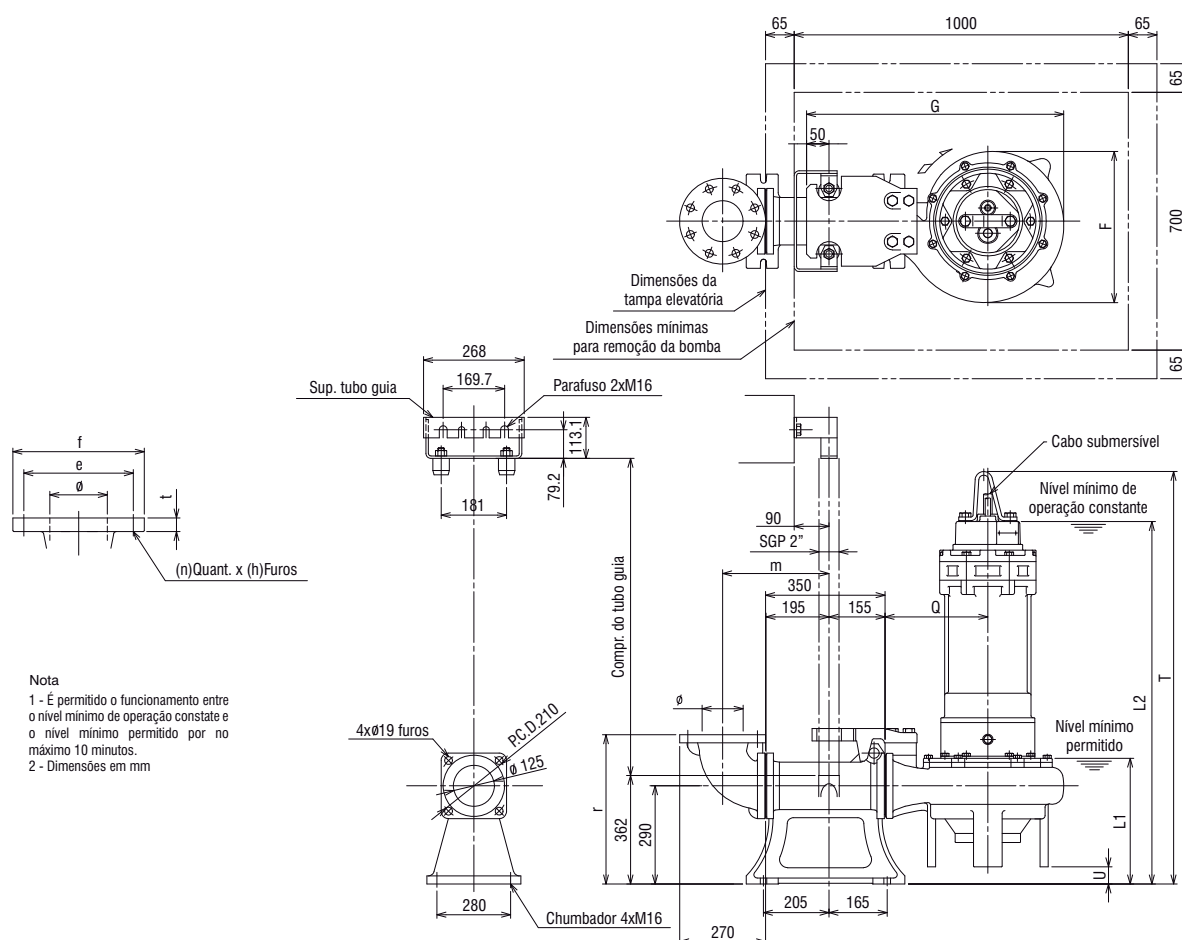 65
1000
65
65
G
50
F
700
Dimensões da
tampa elevatória
Dimensões mínimas
para remoção da bomba
65
268
169.7
Sup. tubo guia
Parafuso 2xM16
113.1
79.2
181
f
e
ø
t
(n)Quant. x (h)Furos
Cabo submersível
Nível mínimo de
operação constante
90
SGP 2”
m
350
195
155
Q
Compr. do tubo guia
T
L2
Nota
1 - É permitido o funcionamento entre
o nível mínimo de operação constate e
o nível mínimo permitido por no
máximo 10 minutos.
2 - Dimensões em mm
4xø19 furos
P.C.D.210
ø 125
ø
Nível mínimo
permitido
r
362
290
L1
U
280
Chumbador 4xM16
205
165
270